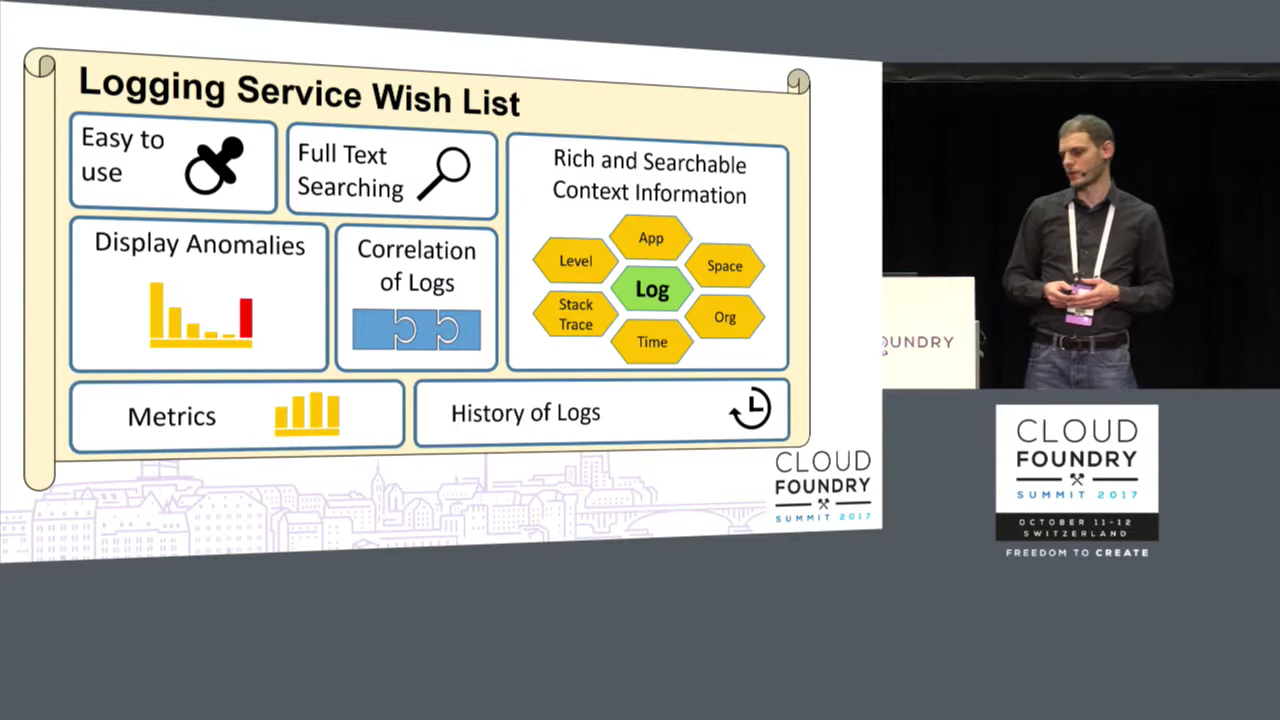 Logging Service Wish List
Easy to
use
Full Text
Searching
Rich and Searchable
Context Information
App
Level
Space
Log
Stack
Trace
Org
Time
Display Anomalies
Correlation
of Logs
Metrics
History of Logs
CLOUD
FOUNDRY
SUMMIT 2017
OUNDRY
CLOUD
FOUNDRY
SUMMIT 2017
OCTOBER 11-12
SWITZERLAND
FREEDOM TO CREATE